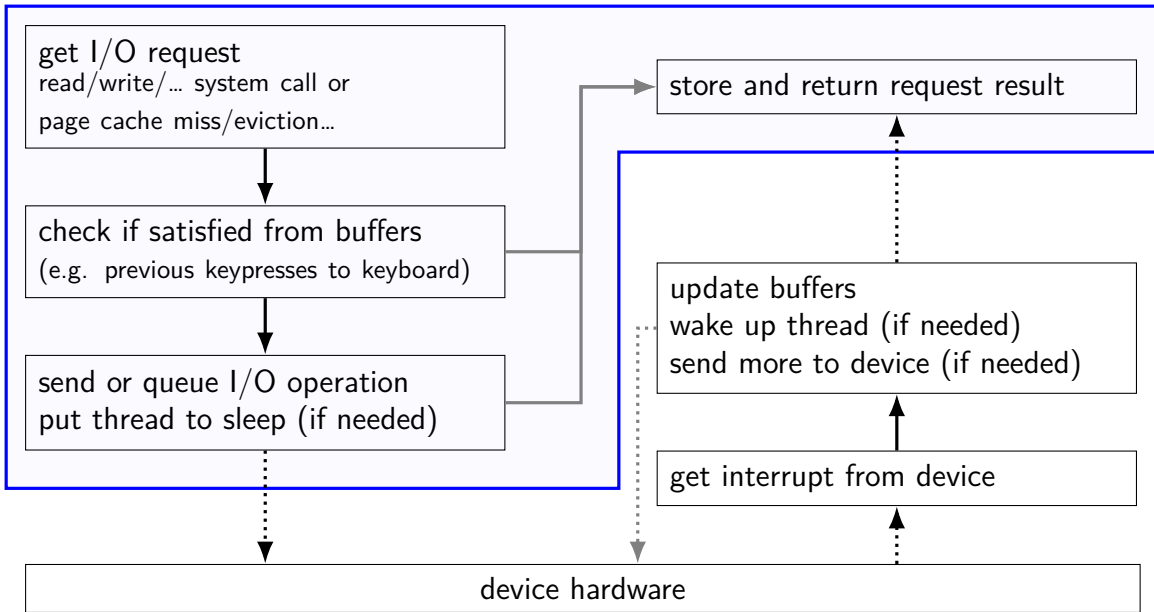 get I/O request
read/write/… system call or
page cache miss/eviction…
store and return request result
check if satisfied from buffers
(e.g. previous keypresses to keyboard)
update buffers
wake up thread (if needed)
send more to device (if needed)
send or queue I/O operation
put thread to sleep (if needed)
get interrupt from device
device hardware